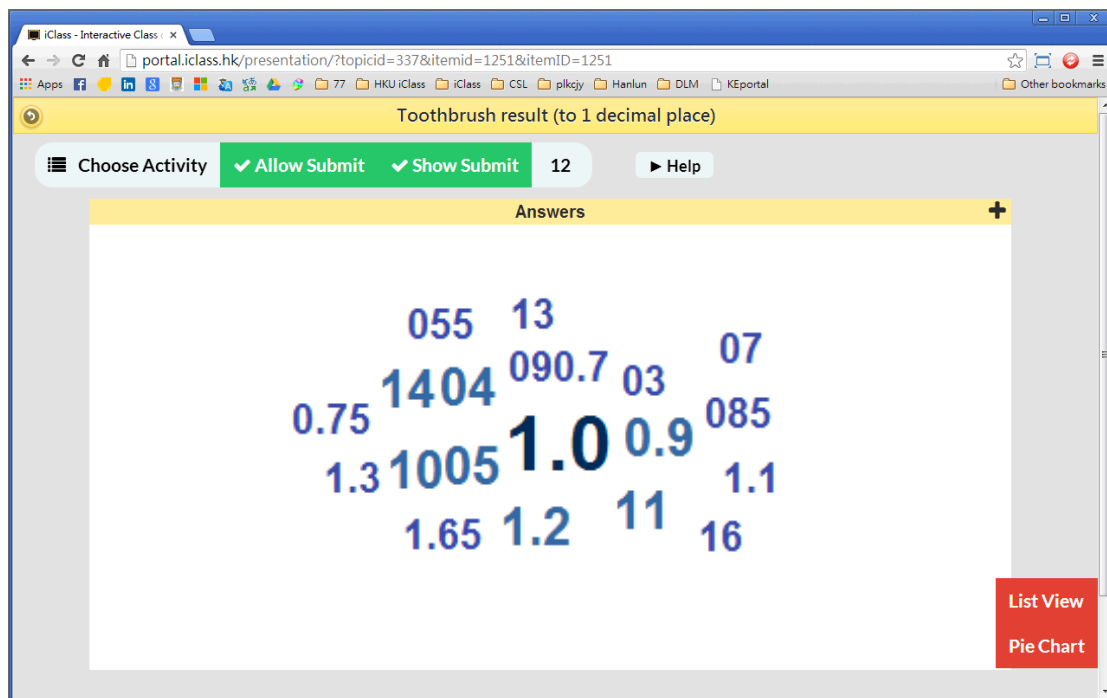 iClass - Interactive Class
portal.iclass.hk/presentation/?topicid=337&itemid=1251&itemID=1251
Apps 77 HKU iClass iClass CSL plkcjy Hanlun DLM KEportal Other bookmarks
Toothbrush result (to 1 decimal place)
Choose Activity Allow Submit Show Submit 12 Help
Answers
055 13
07
1404 090.7 03
0.75 085
1.0 0.9
1.3 1005 1.1
1.65 1.2 11 16
List View
Pie Chart